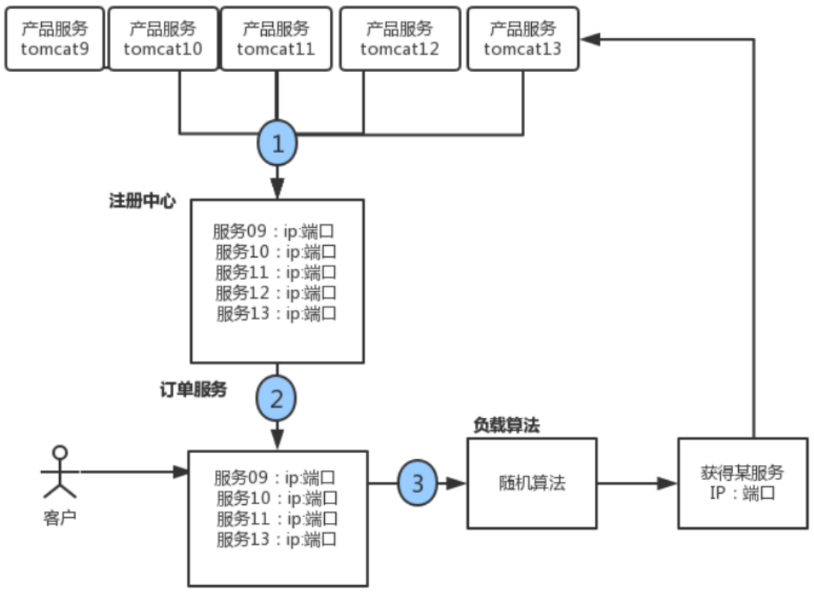 产品服务
tomcat9
产品服务
tomcat10
产品服务
tomcat11
产品服务
tomcat12
产品服务
tomcat13
1
注册中心
服务09：ip:端口
服务10：ip:端口
服务11：ip:端口
服务12：ip:端口
服务13：ip:端口
订单服务
2
客户
服务09：ip:端口
服务10：ip:端口
服务11：ip:端口
服务13：ip:端口
3
负载算法
随机算法
获得某服务
IP：端口